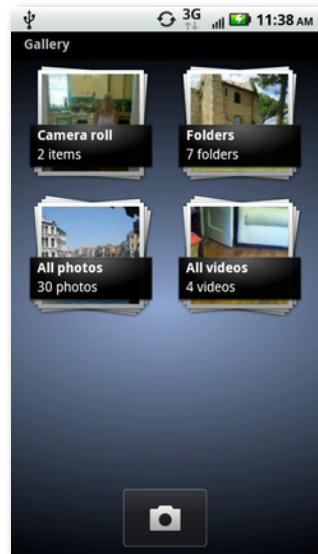 3G
11:38 AM
Gallery
Camera roll
2 items
Folders
7 folders
All photos
30 photos
All videos
4 videos